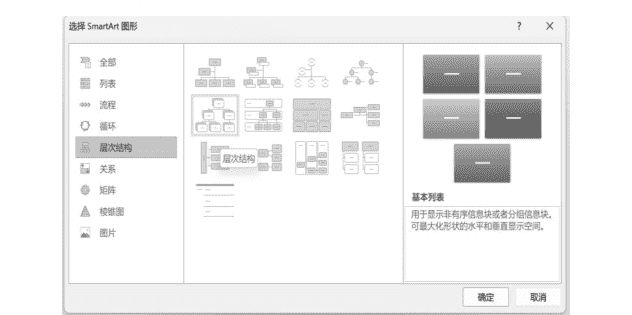 选择 SmartArt 图形
?
×
全部
列表
流程
循环
层次结构
关系
矩阵
棱锥图
图片
层次结构
基本列表
用于显示非有序信息块或者分组信息块。
可最大化形状的水平和垂直显示空间。
确定
取消